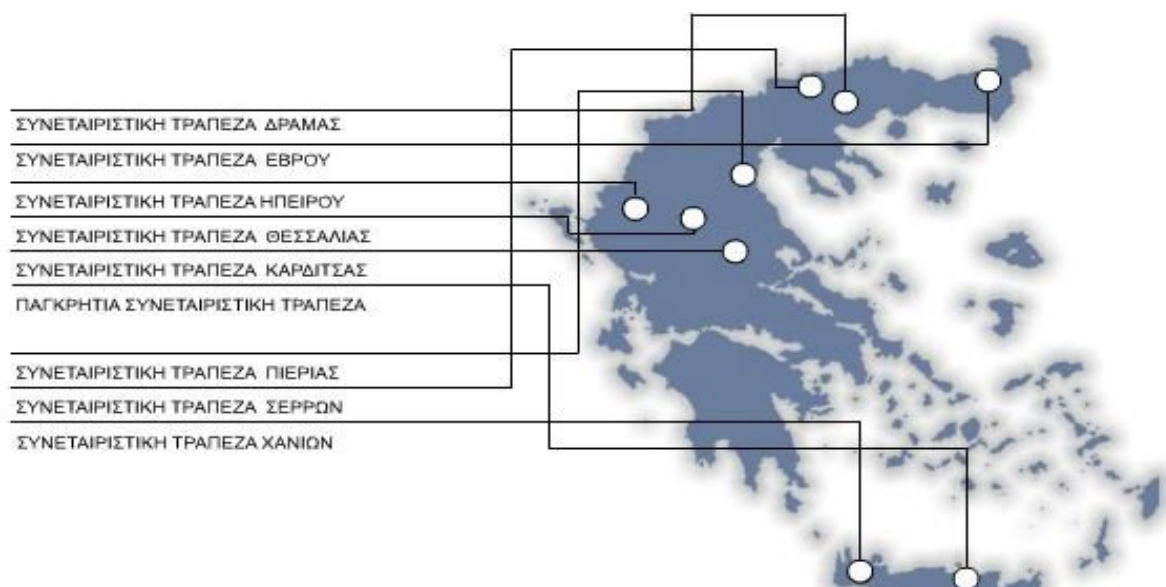 ΣΥΝΕΤΑΙΡΙΣΤΙΚΗ ΤΡΑΠΕΖΑ ΔΡΑΜΑΣ
ΣΥΝΕΤΑΙΡΙΣΤΙΚΗ ΤΡΑΠΕΖΑ ΕΒΡΟΥ
ΣΥΝΕΤΑΙΡΙΣΤΙΚΗ ΤΡΑΠΕΖΑ ΗΠΕΙΡΟΥ
ΣΥΝΕΤΑΙΡΙΣΤΙΚΗ ΤΡΑΠΕΖΑ ΘΕΣΣΑΛΙΑΣ
ΣΥΝΕΤΑΙΡΙΣΤΙΚΗ ΤΡΑΠΕΖΑ ΚΑΡΔΙΤΣΑΣ
ΠΑΓΚΡΗΤΙΑ ΣΥΝΕΤΑΙΡΙΣΤΙΚΗ ΤΡΑΠΕΖΑ
ΣΥΝΕΤΑΙΡΙΣΤΙΚΗ ΤΡΑΠΕΖΑ ΠΙΕΡΙΑΣ
ΣΥΝΕΤΑΙΡΙΣΤΙΚΗ ΤΡΑΠΕΖΑ ΣΕΡΡΩΝ
ΣΥΝΕΤΑΙΡΙΣΤΙΚΗ ΤΡΑΠΕΖΑ ΧΑΝΙΩΝ